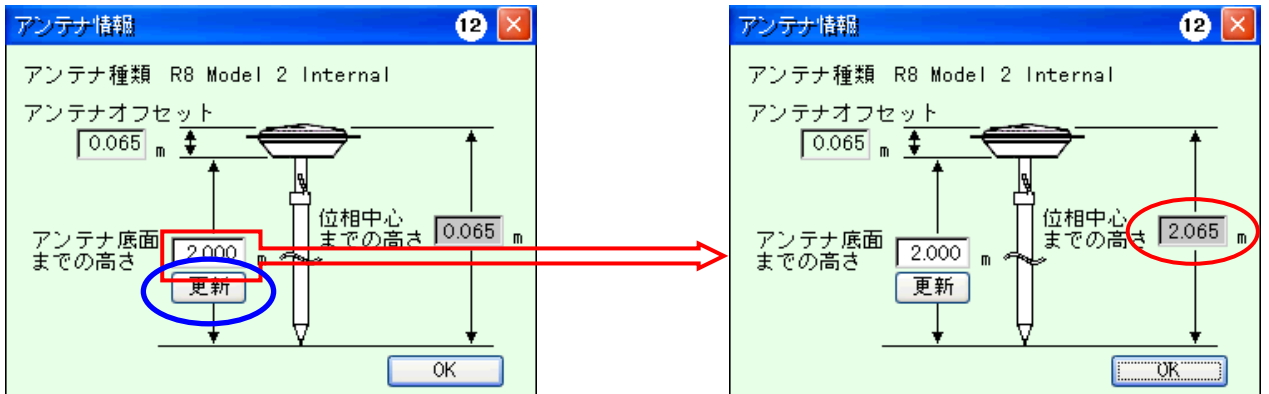 アンテナ情報 12
アンテナ種類 R8 Model 2 Internal
アンテナオフセット
0.065 m
位相中心
までの高さ 0.065 m
アンテナ底面
までの高さ 2.000 m
更新
OK
アンテナ情報 12
アンテナ種類 R8 Model 2 Internal
アンテナオフセット
0.065 m
位相中心
までの高さ 2.065 m
アンテナ底面
までの高さ 2.000 m
更新
OK